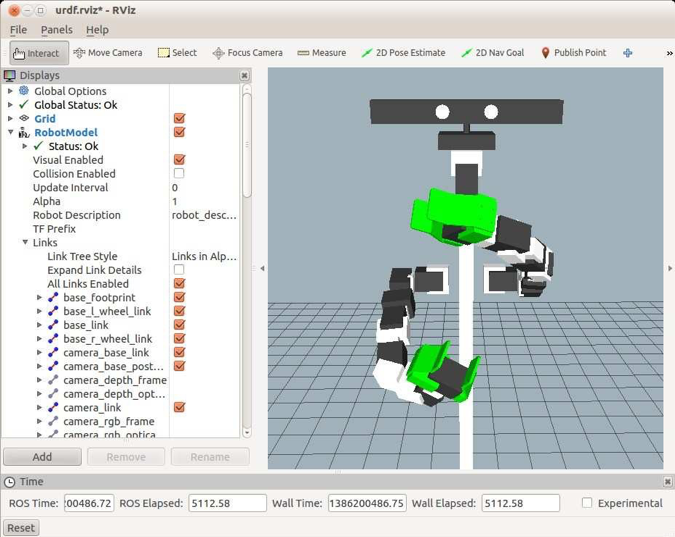 urdf.rviz* - RViz
File Panels Help
Interact Move Camera Select Focus Camera Measure 2D Pose Estimate 2D Nav Goal Publish Point »
Displays
Global Options
Global Status: Ok
Grid
RobotModel
Status: Ok
Visual Enabled
Collision Enabled
Update Interval 0
Alpha 1
Robot Description robot_desc...
TF Prefix
Links
Link Tree Style Links in Alp...
Expand Link Details
All Links Enabled
base_footprint
base_l_wheel_link
base_link
base_r_wheel_link
camera_base_link
camera_base_post...
camera_depth_frame
camera_depth_opt...
camera_link
camera_rgb_frame
camera_rgb_optica
Add Remove Rename
Time
ROS Time: 200486.72 ROS Elapsed: 5112.58 Wall Time: 1386200486.75 Wall Elapsed: 5112.58 Experimental
Reset